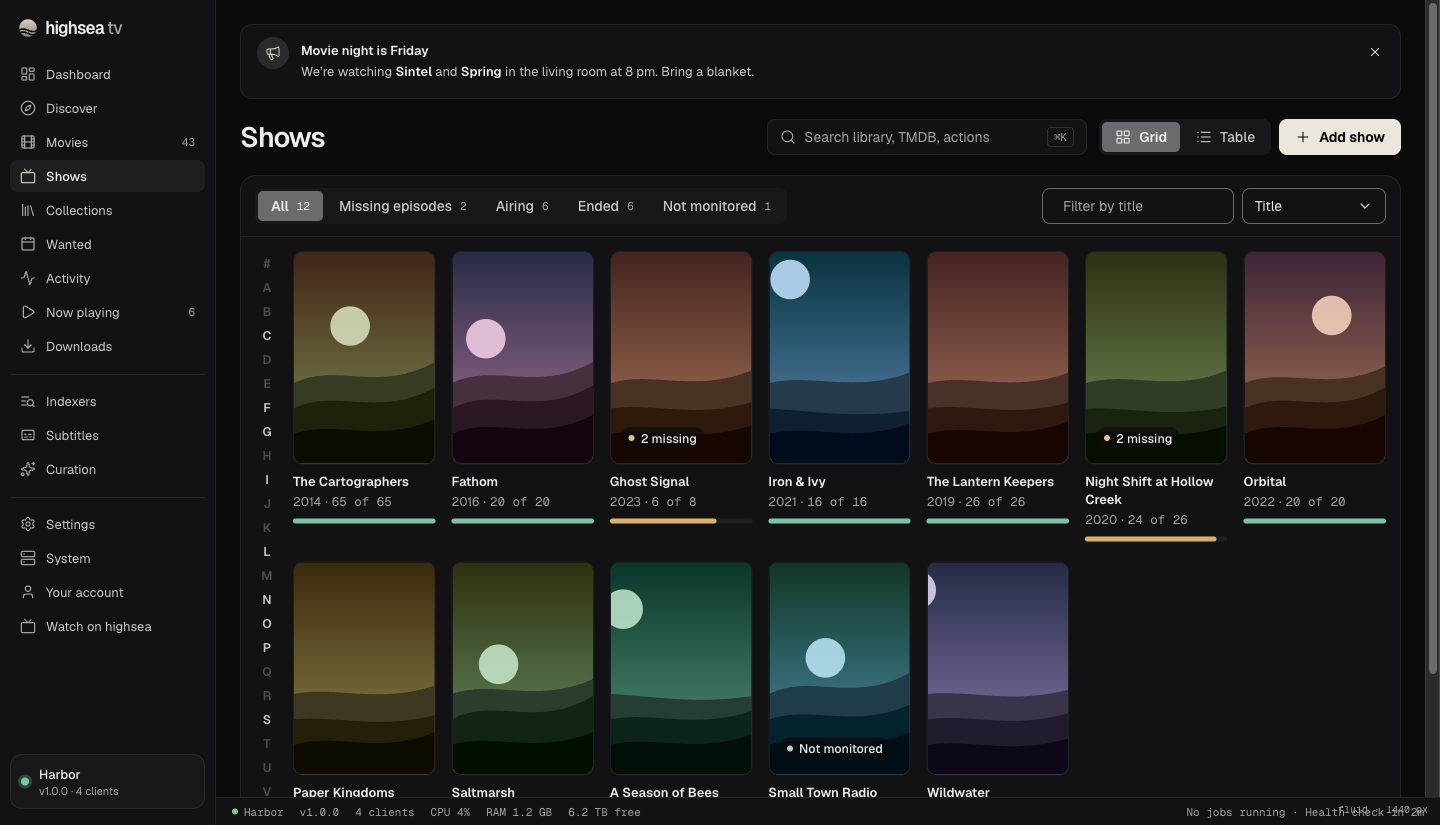 highsea tv
Dashboard
Discover
Movies 43
Shows
Collections
Wanted
Activity
Now playing 6
Downloads
Indexers
Subtitles
Curation
Settings
System
Your account
Watch on highsea
Harbor
v1.0.0 · 4 clients
Movie night is Friday
We're watching Sintel and Spring in the living room at 8 pm. Bring a blanket.
Shows
Search library, TMDB, actions ⌘K
Grid Table
Add show
All 12 Missing episodes 2 Airing 6 Ended 6 Not monitored 1
Filter by title
Title
#
A
B
C
D
E
F
G
H
I
J
K
L
M
N
O
P
Q
R
S
T
U
V
2 missing
2 missing
The Cartographers
2014 · 65 of 65
Fathom
2016 · 20 of 20
Ghost Signal
2023 · 6 of 8
Iron & Ivy
2021 · 16 of 16
The Lantern Keepers
2019 · 26 of 26
Night Shift at Hollow
Creek
2020 · 24 of 26
Orbital
2022 · 20 of 20
Not monitored
Paper Kingdoms
Saltmarsh
A Season of Bees
Small Town Radio
Wildwater
Harbor v1.0.0 4 clients CPU 4% RAM 1.2 GB 6.2 TB free
No jobs running · Health check in 2m